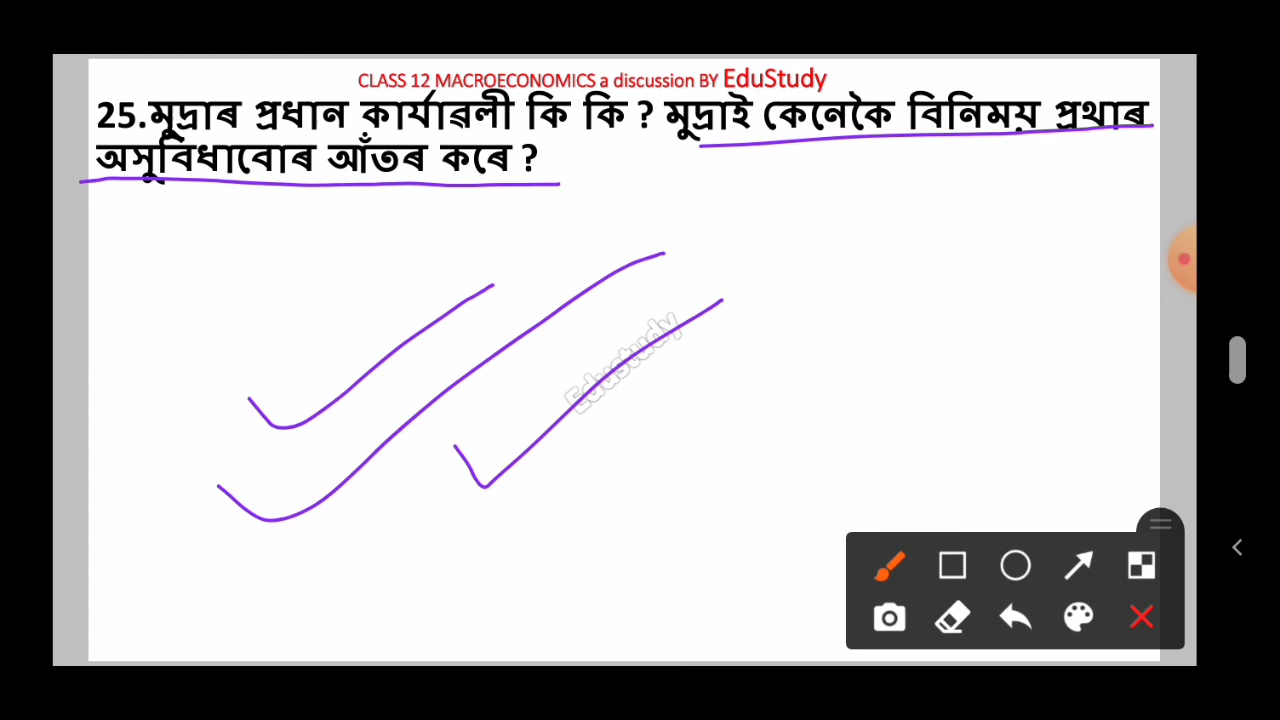 CLASS 12 MACROECONOMICS a discussion BY EduStudy
25.মুদ্ৰাৰ প্ৰধান কাৰ্যাৱলী কি কি ? মুদ্ৰাই কেনেকৈ বিনিময় প্ৰথাৰ
অসুবিধাবোৰ আঁতৰ কৰে ?
Edustudy